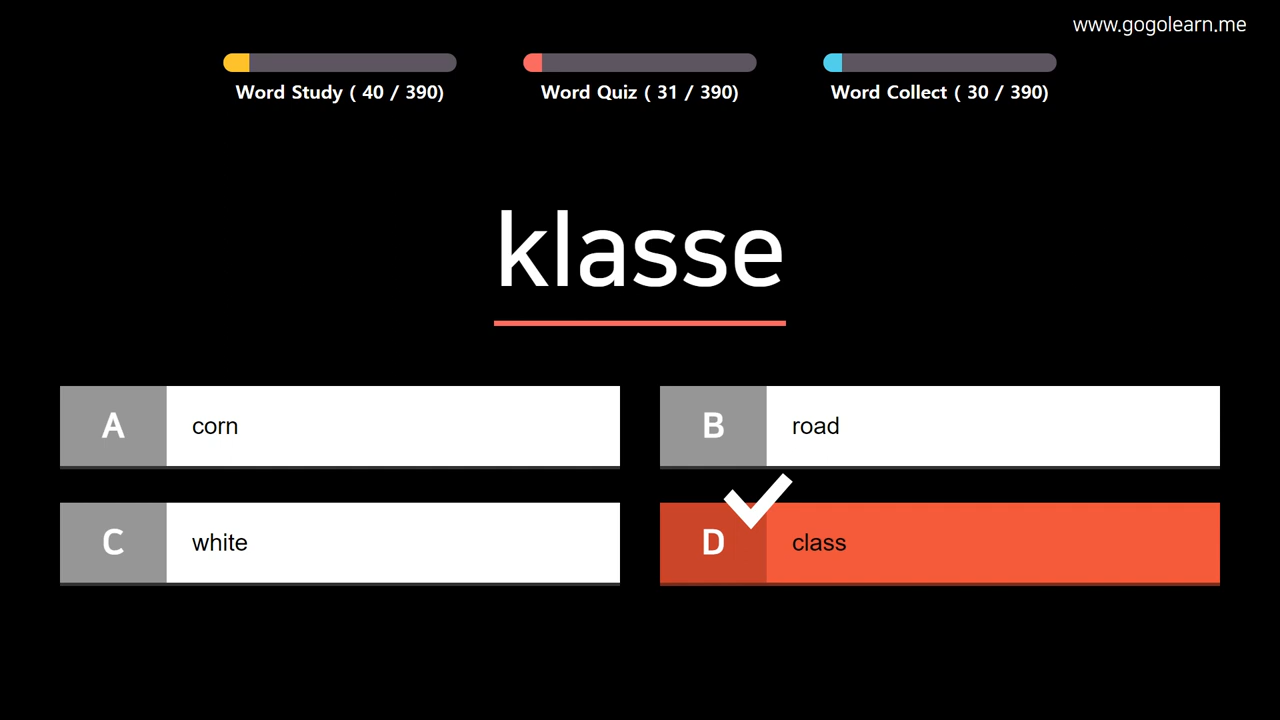 www.gogolearn.me
Word Study ( 40 / 390)
Word Quiz ( 31 / 390)
Word Collect ( 30 / 390)
klasse
A corn
B road
C white
D class